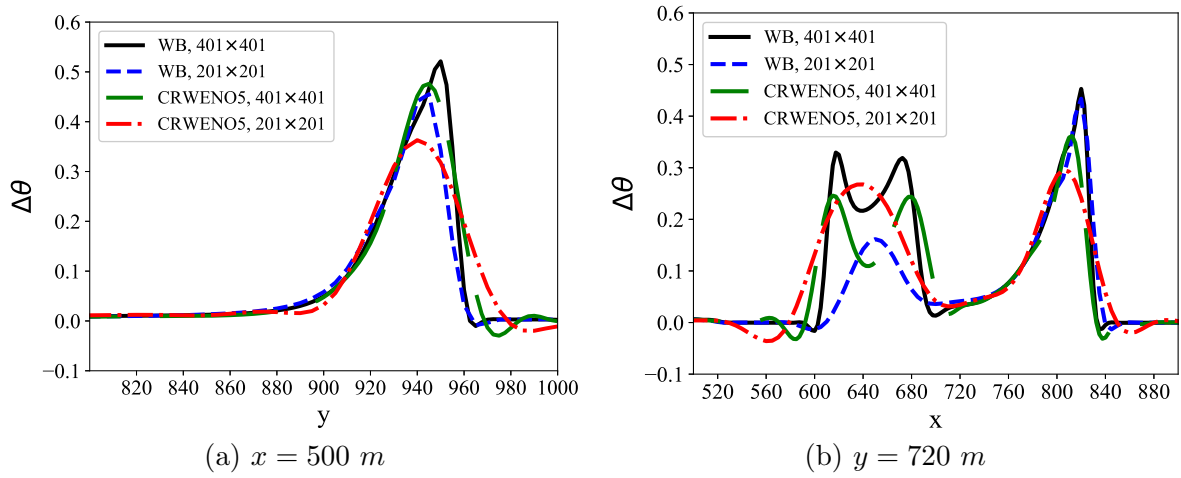 0.6
0.5
0.4
0.3
0.2
0.1
0.0
−0.1
Δθ
WB, 401×401
WB, 201×201
CRWENO5, 401×401
CRWENO5, 201×201
820 840 860 880 900 920 940 960 980 1000
y
(a) x = 500 m
0.6
0.5
0.4
0.3
0.2
0.1
0.0
−0.1
Δθ
WB, 401×401
WB, 201×201
CRWENO5, 401×401
CRWENO5, 201×201
520 560 600 640 680 720 760 800 840 880
x
(b) y = 720 m